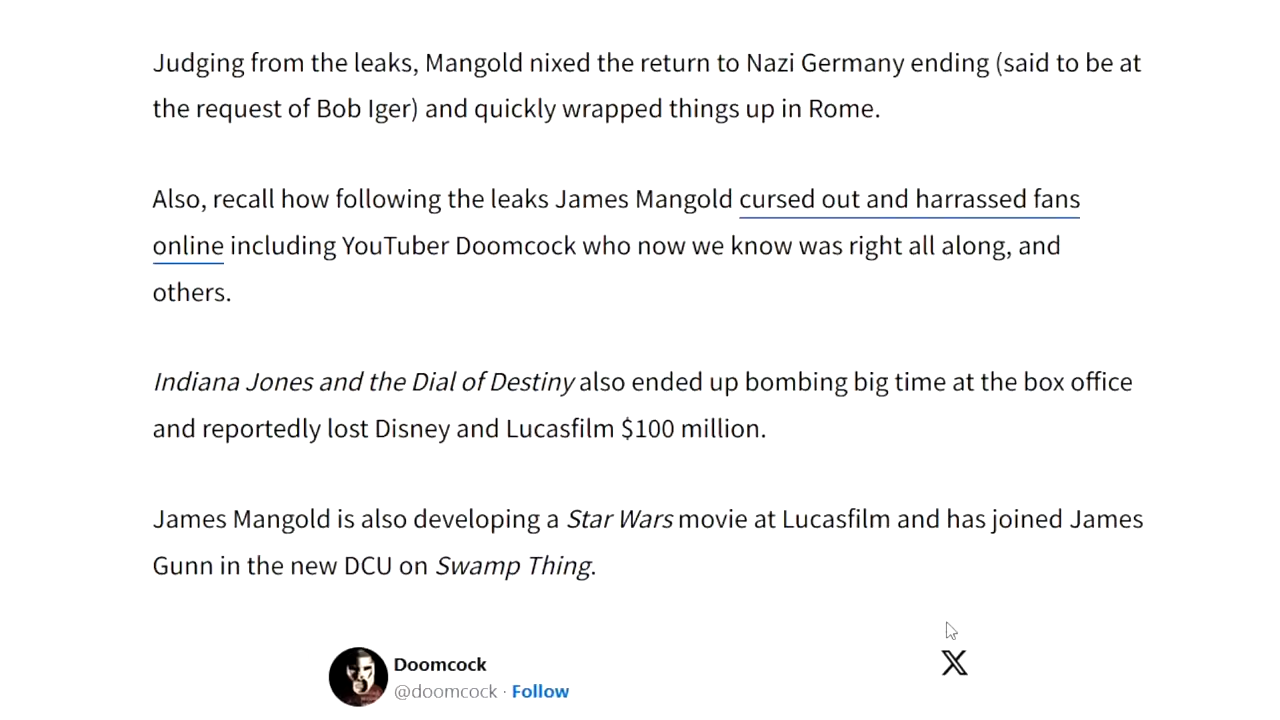 Judging from the leaks, Mangold nixed the return to Nazi Germany ending (said to be at
the request of Bob Iger) and quickly wrapped things up in Rome.
Also, recall how following the leaks James Mangold cursed out and harrassed fans
online including YouTuber Doomcock who now we know was right all along, and
others.
Indiana Jones and the Dial of Destiny also ended up bombing big time at the box office
and reportedly lost Disney and Lucasfilm $100 million.
James Mangold is also developing a Star Wars movie at Lucasfilm and has joined James
Gunn in the new DCU on Swamp Thing.
Doomcock
@doomcock · Follow